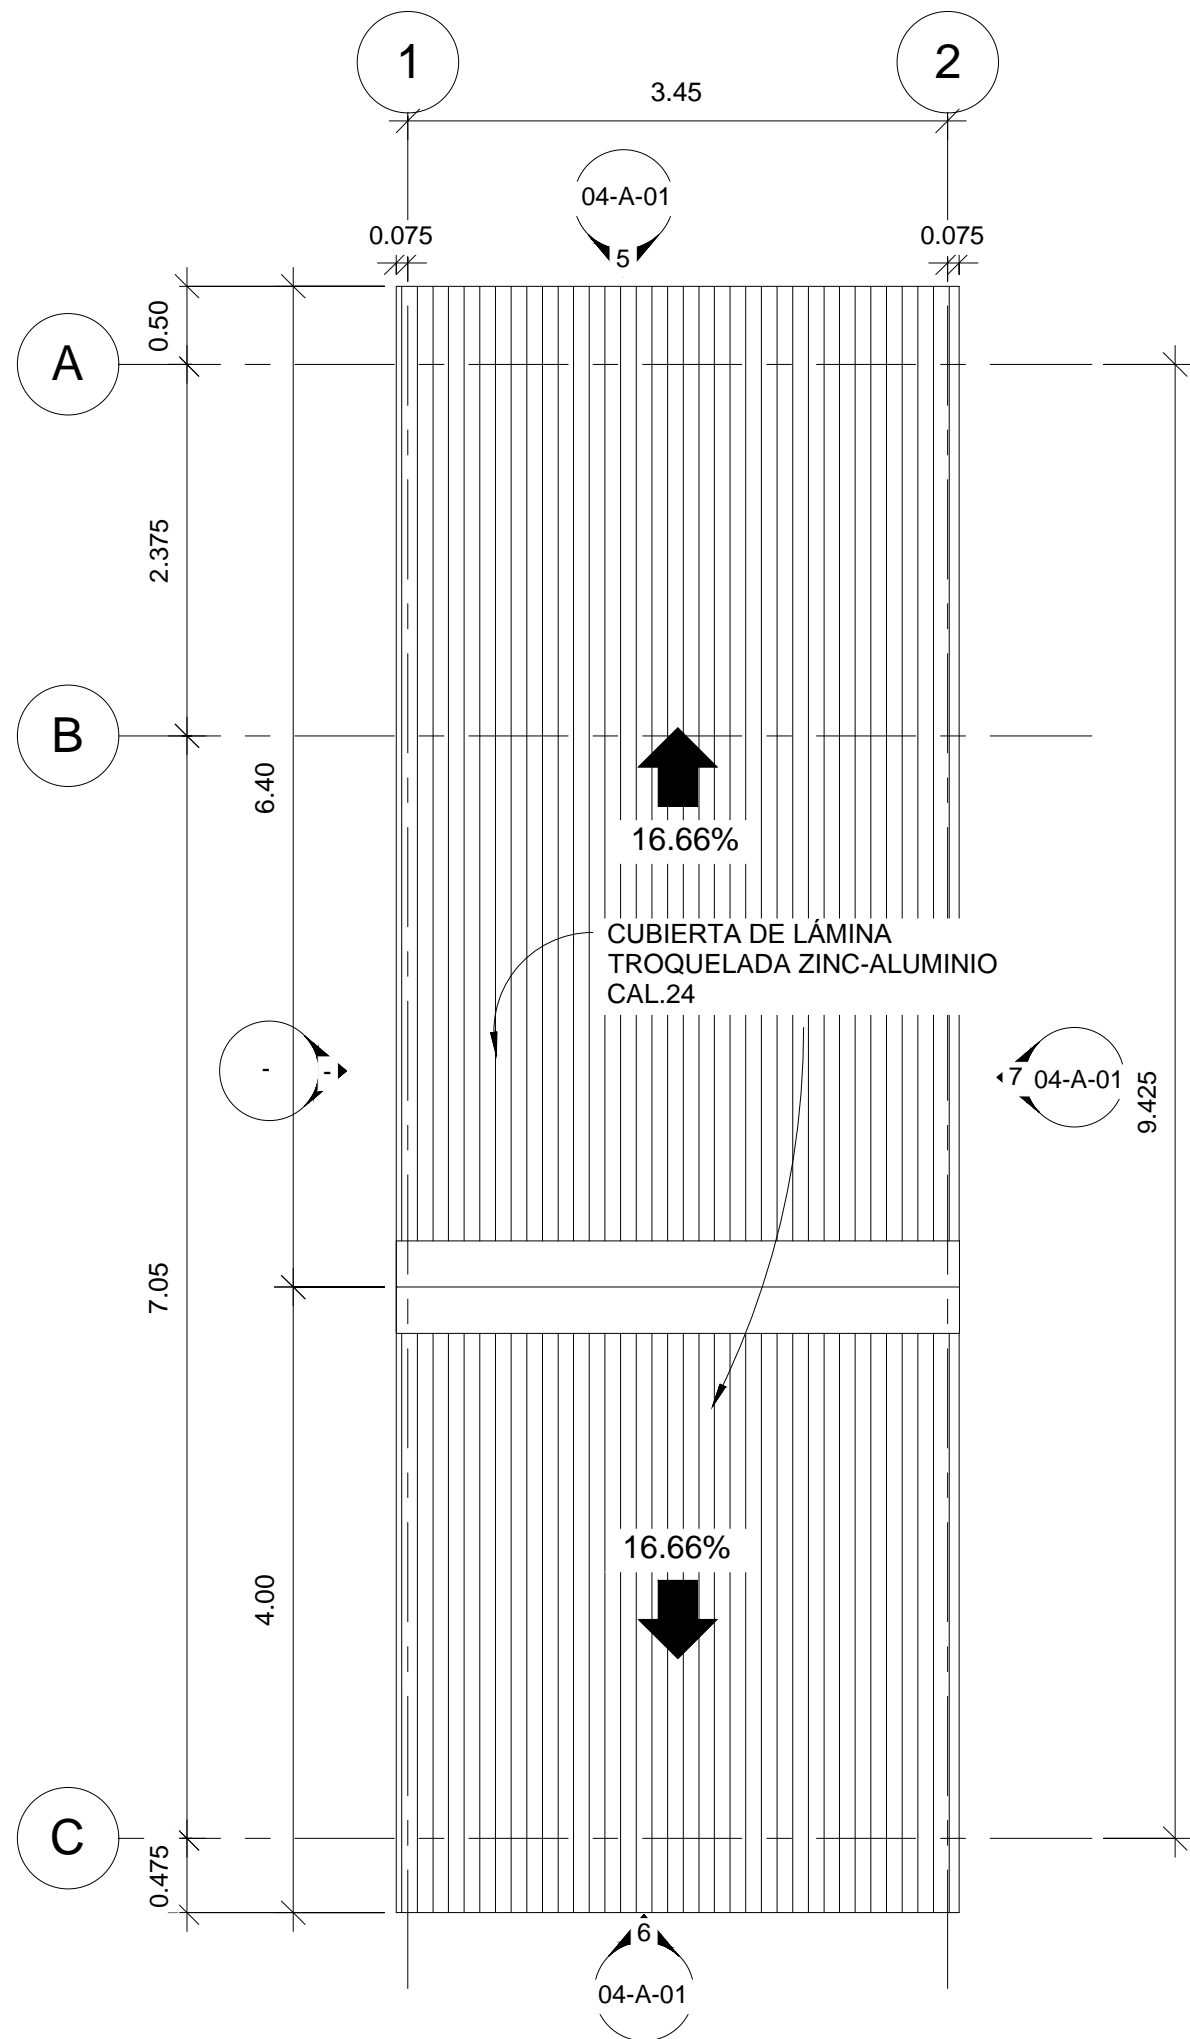 1
2
3.45
04-A-01
5
0.075
0.075
0.50
A
2.375
B
6.40
16.66%
CUBIERTA DE LÁMINA
TROQUELADA ZINC-ALUMINIO
CAL.24
-
-
7
04-A-01
9.425
7.05
16.66%
4.00
C
0.475
6
04-A-01